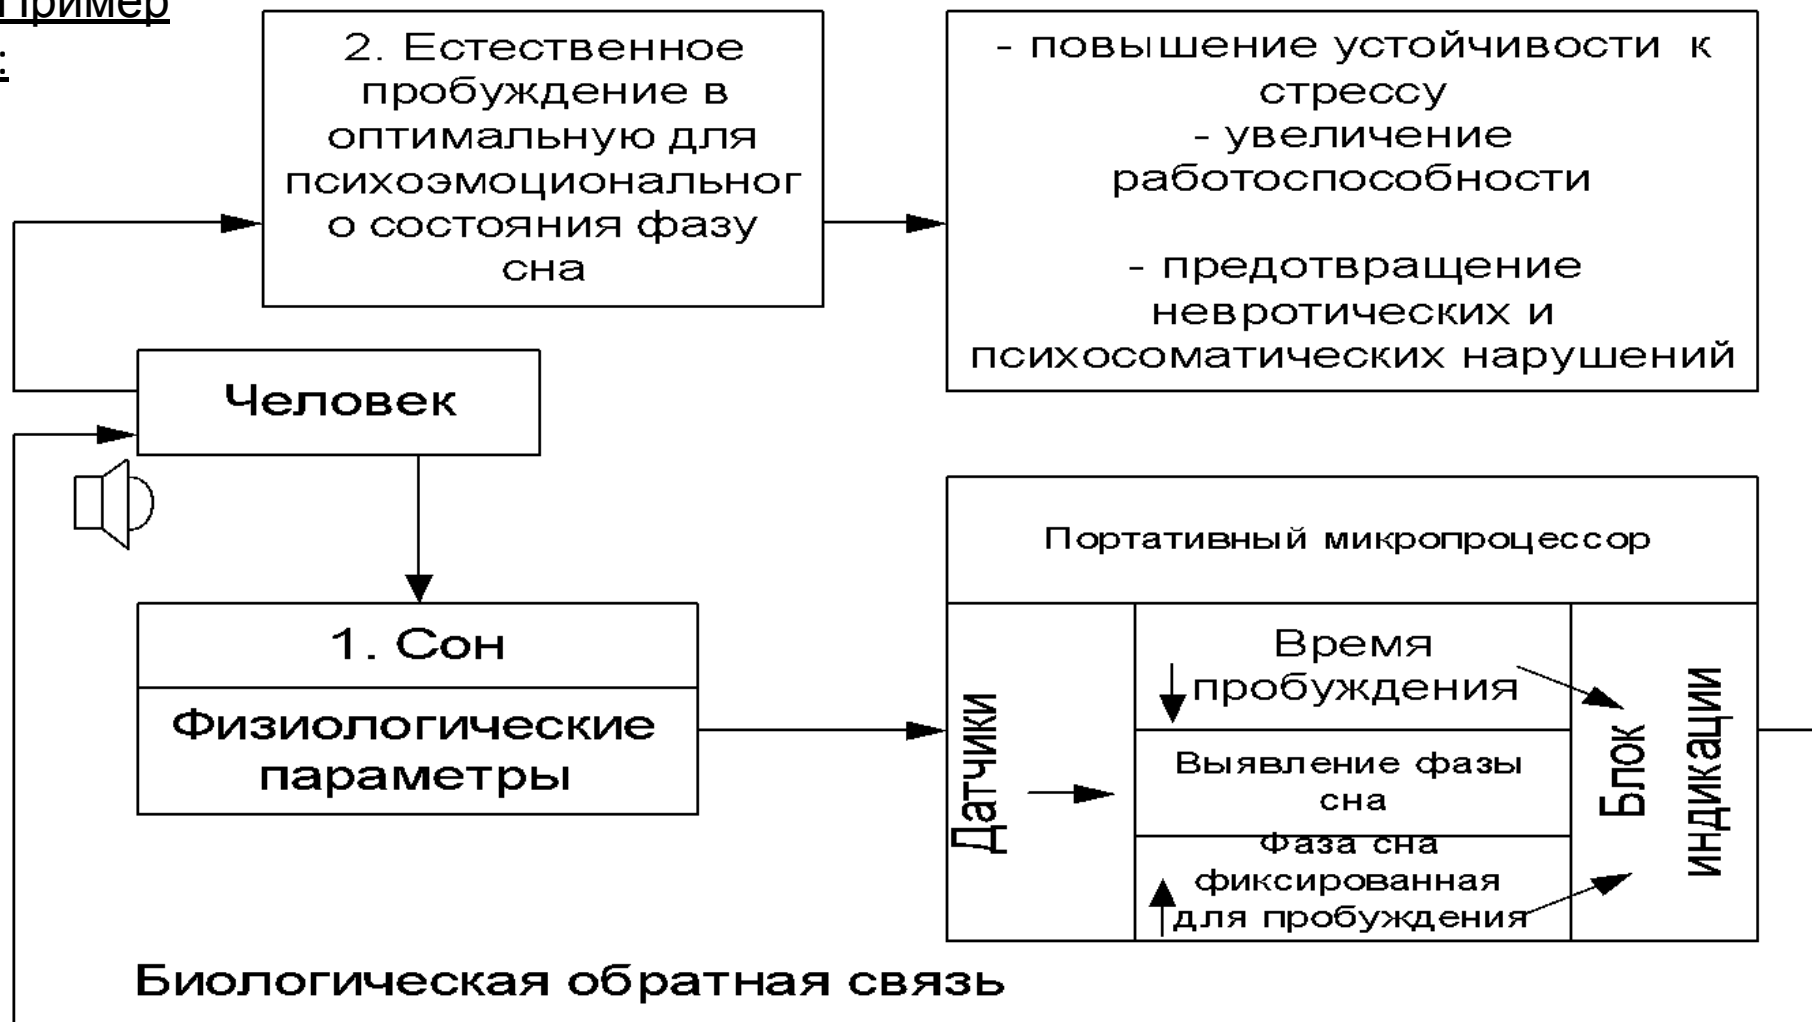 Пример
:
2. Естественное
пробуждение в
оптимальную для
психоэмоциональног
о состояния фазу
сна
- повышение устойчивости к
стрессу
- увеличение
работоспособности
- предотвращение
невротических и
психосоматических нарушений
Человек
1. Сон
Физиологические
параметры
Портативный микропроцессор
Датчики
Время
пробуждения
Выявление фазы
сна
Фаза сна
фиксированная
для пробуждения
Блок
индикации
Биологическая обратная связь